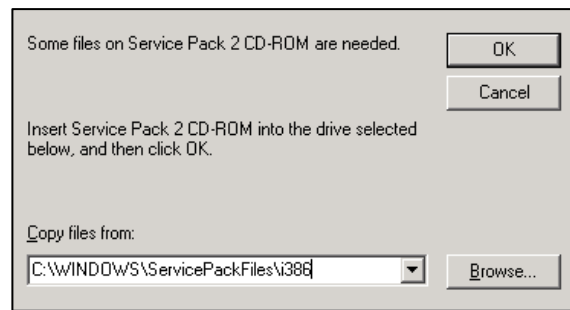 Some files on Service Pack 2 CD-ROM are needed.
OK
Cancel
Insert Service Pack 2 CD-ROM into the drive selected
below, and then click OK.
Copy files from:
C:\WINDOWS\ServicePackFiles\i386
Browse...